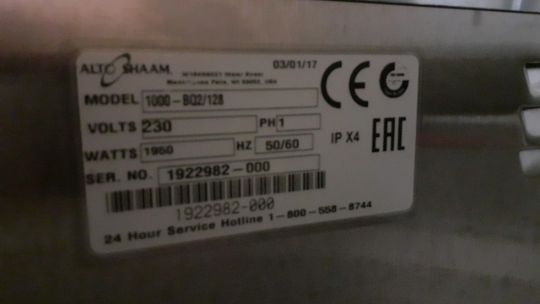 ALTO SHAAM 03/01/17
MODEL 1000-BQ2/128
VOLTS 230 PH 1
WATTS 1950 HZ 50/60 IP X4 EAC
SER. NO. 1922982-000
1922982-000
24 Hour Service Hotline 1-800-558-8744